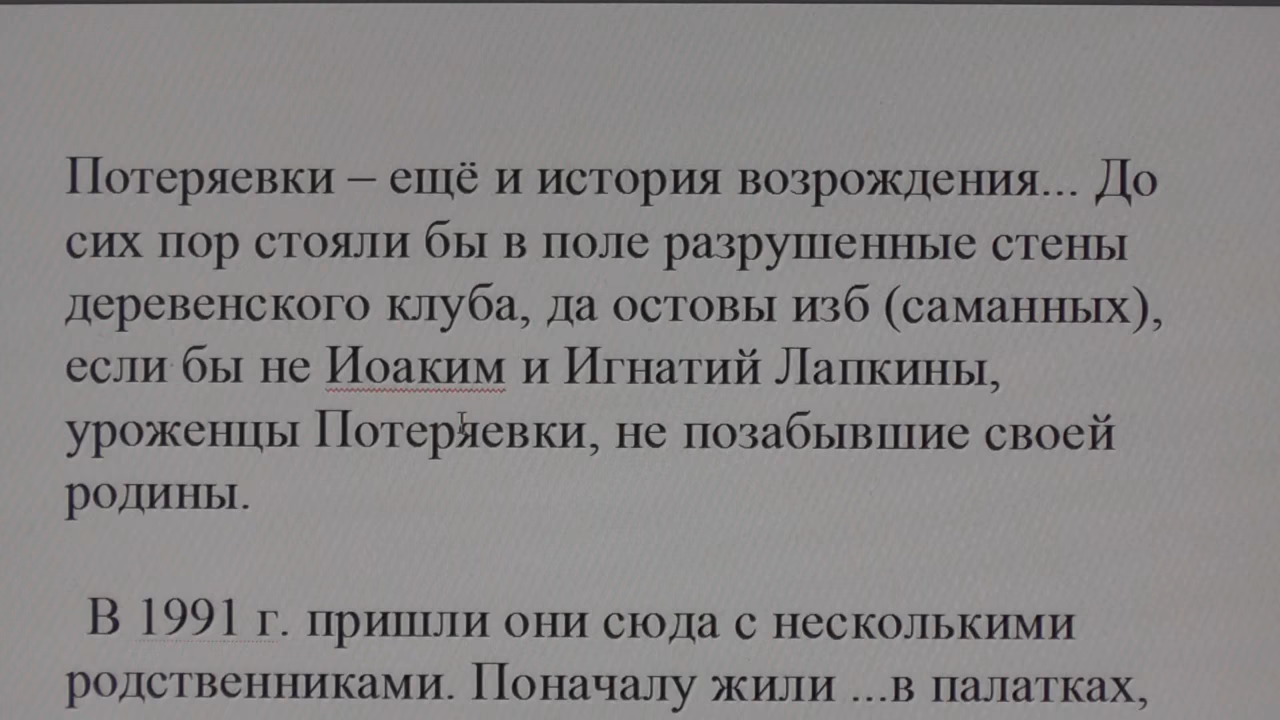 Потеряевки – ещё и история возрождения... До
сих пор стояли бы в поле разрушенные стены
деревенского клуба, да остовы изб (саманных),
если бы не Иоаким и Игнатий Лапкины,
уроженцы Потеряевки, не позабывшие своей
родины.
В 1991 г. пришли они сюда с несколькими
родственниками. Поначалу жили ...в палатках,